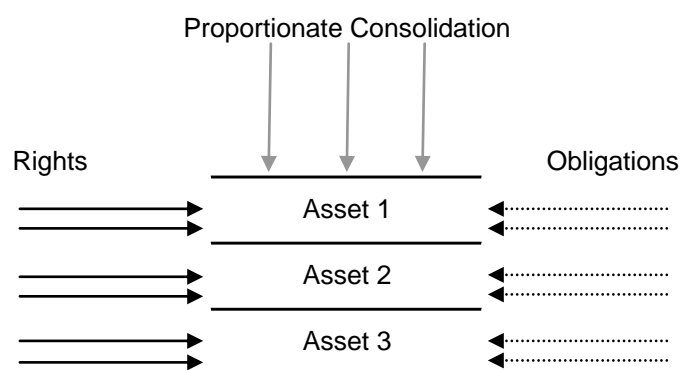 Proportionate Consolidation
Rights
Obligations
Asset 1
Asset 2
Asset 3